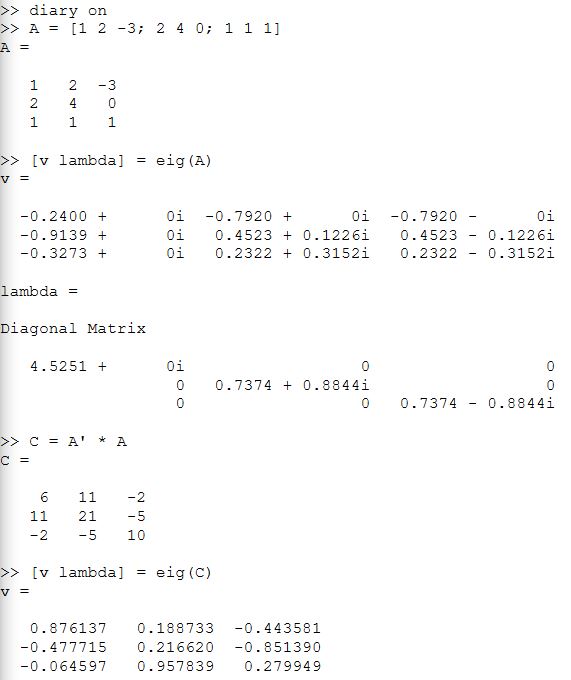 >> diary on
>> A = [1 2 -3; 2 4 0; 1 1 1]
A =
1 2 -3
2 4 0
1 1 1
>> [v lambda] = eig(A)
v =
-0.2400 + 0i -0.7920 + 0i -0.7920 - 0i
-0.9139 + 0i 0.4523 + 0.1226i 0.4523 - 0.1226i
-0.3273 + 0i 0.2322 + 0.3152i 0.2322 - 0.3152i
lambda =
Diagonal Matrix
4.5251 + 0i 0 0
0 0.7374 + 0.8844i 0
0 0 0.7374 - 0.8844i
>> C = A' * A
C =
6 11 -2
11 21 -5
-2 -5 10
>> [v lambda] = eig(C)
v =
0.876137 0.188733 -0.443581
-0.477715 0.216620 -0.851390
-0.064597 0.957839 0.279949